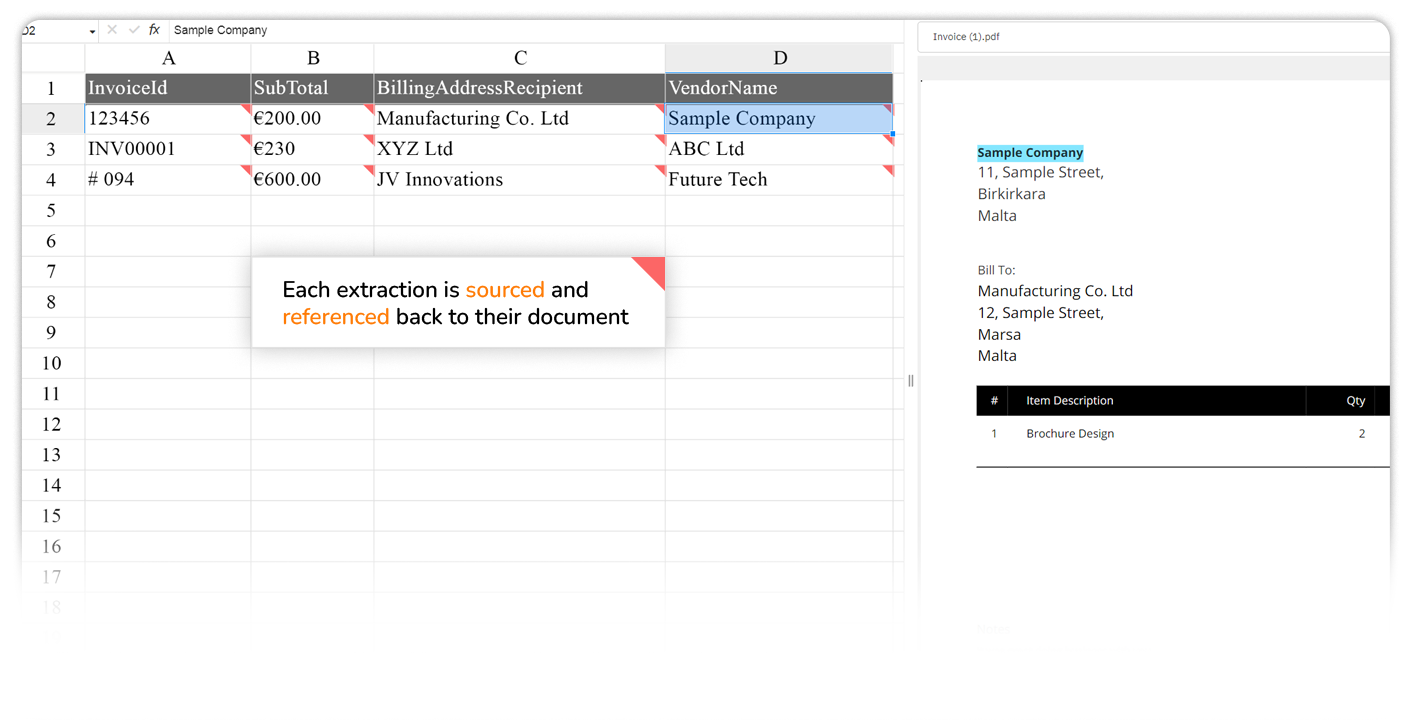 D2 fx Sample Company
A B C D
1 InvoiceId SubTotal BillingAddressRecipient VendorName
2 123456 €200.00 Manufacturing Co. Ltd Sample Company
3 INV00001 €230 XYZ Ltd ABC Ltd
4 # 094 €600.00 JV Innovations Future Tech
5
6
7
8
9
10
11
12
13
14
15
16
17
18
Each extraction is sourced and
referenced back to their document
Invoice (1).pdf
Sample Company
11, Sample Street,
Birkirkara
Malta
Bill To:
Manufacturing Co. Ltd
12, Sample Street,
Marsa
Malta
# Item Description Qty
1 Brochure Design 2